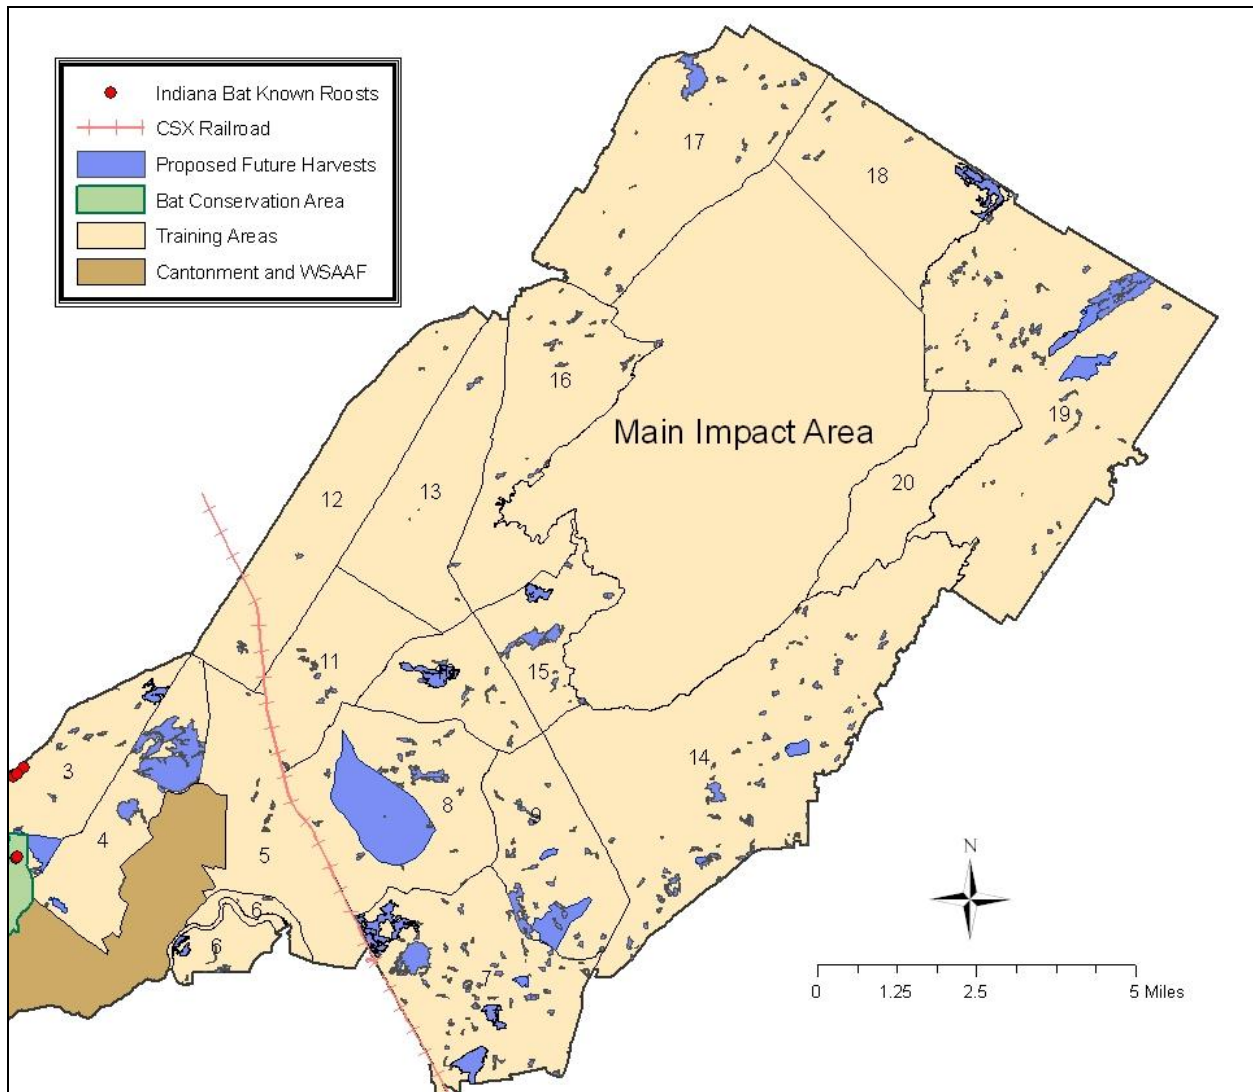 Indiana Bat Known Roosts
CSX Railroad
Proposed Future Harvests
Bat Conservation Area
Training Areas
Cantonment and WSAAF
17
18
16
Main Impact Area
19
20
12
13
11
15
14
3
8
9
4
5
6
6
7
N
0 1.25 2.5 5 Miles